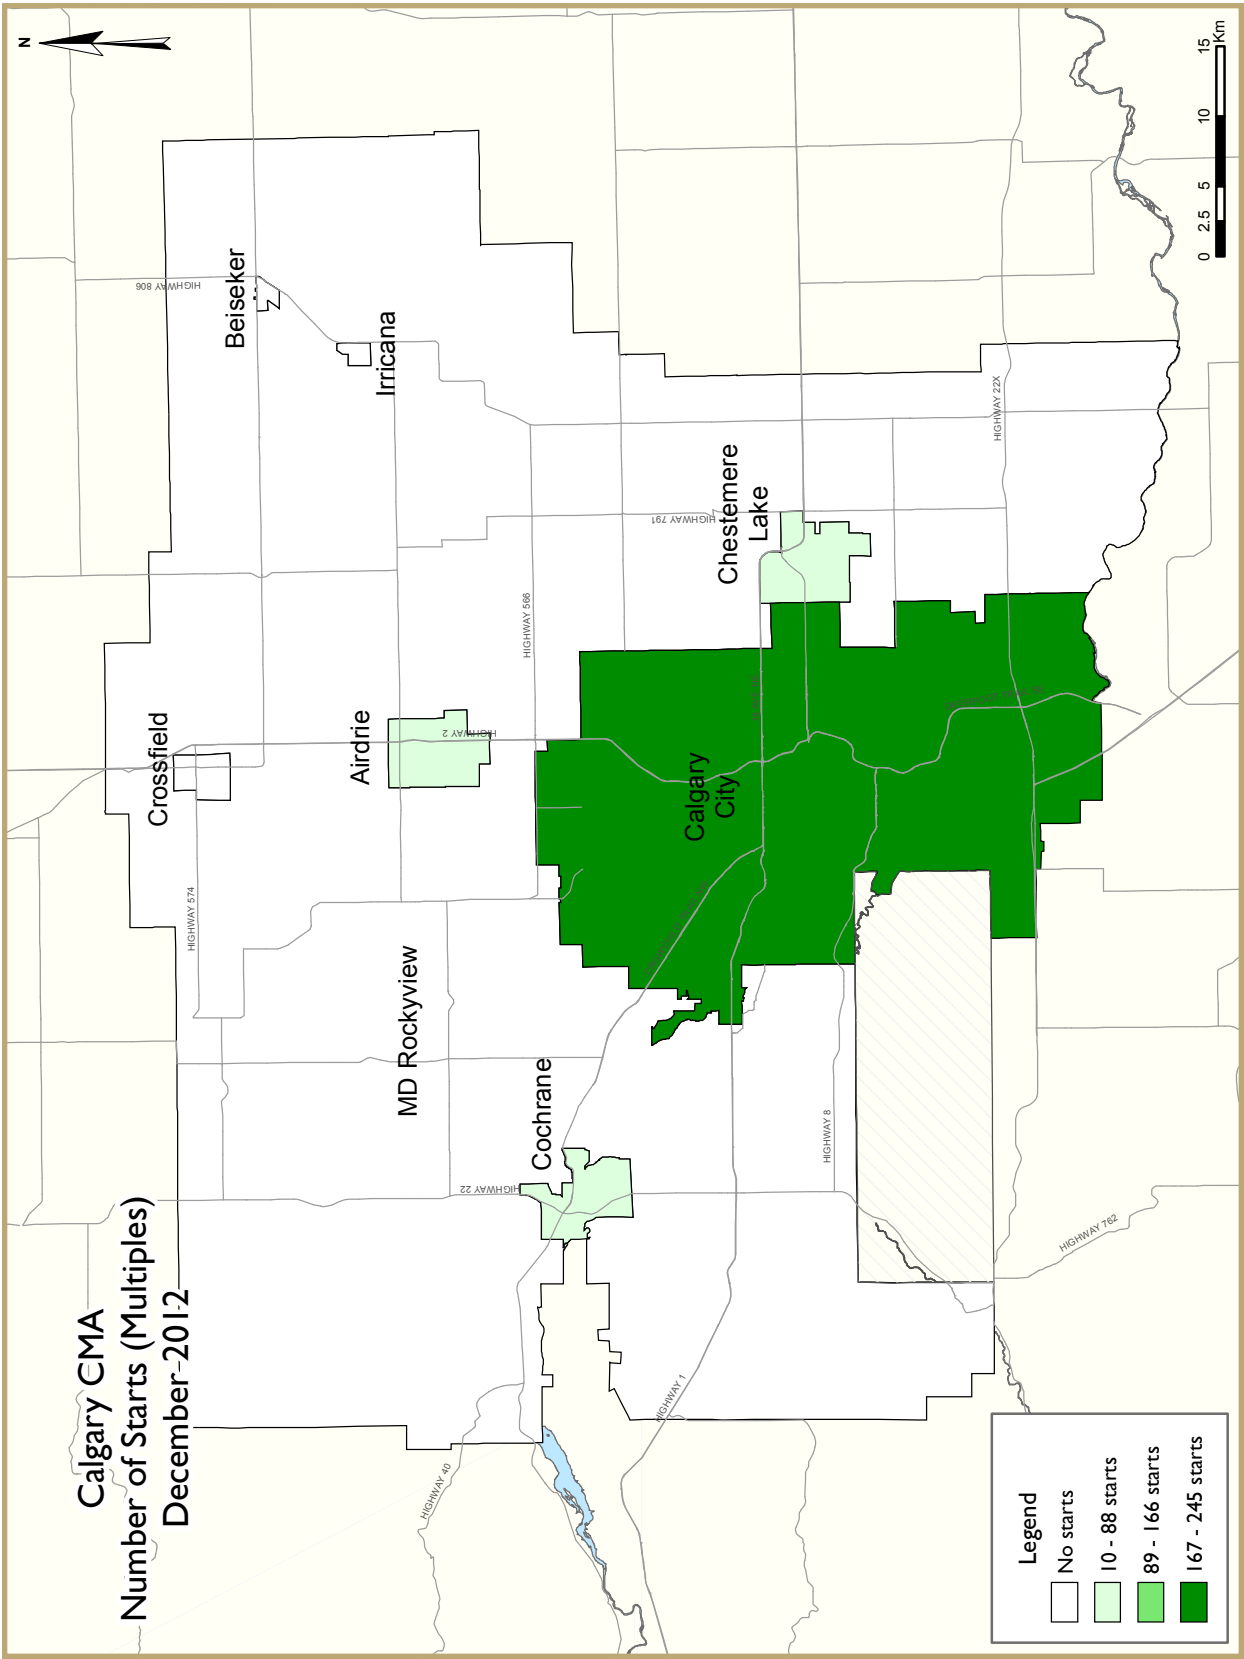 Calgary CMA
Number of Starts (Multiples)
December 2012
N
Crossfield
Beiseker
Irricana
Airdrie
MD Rockyview
Cochrane
Chestemere
Lake
Calgary
City
HIGHWAY 574
HIGHWAY 806
HIGHWAY 566
HIGHWAY 2
HIGHWAY 791
HIGHWAY 22
HIGHWAY 40
HIGHWAY 1
HIGHWAY 8
HIGHWAY 22X
HIGHWAY 762
Legend
No starts
10 - 88 starts
89 - 166 starts
167 - 245 starts
0 2.5 5 10 15
Km